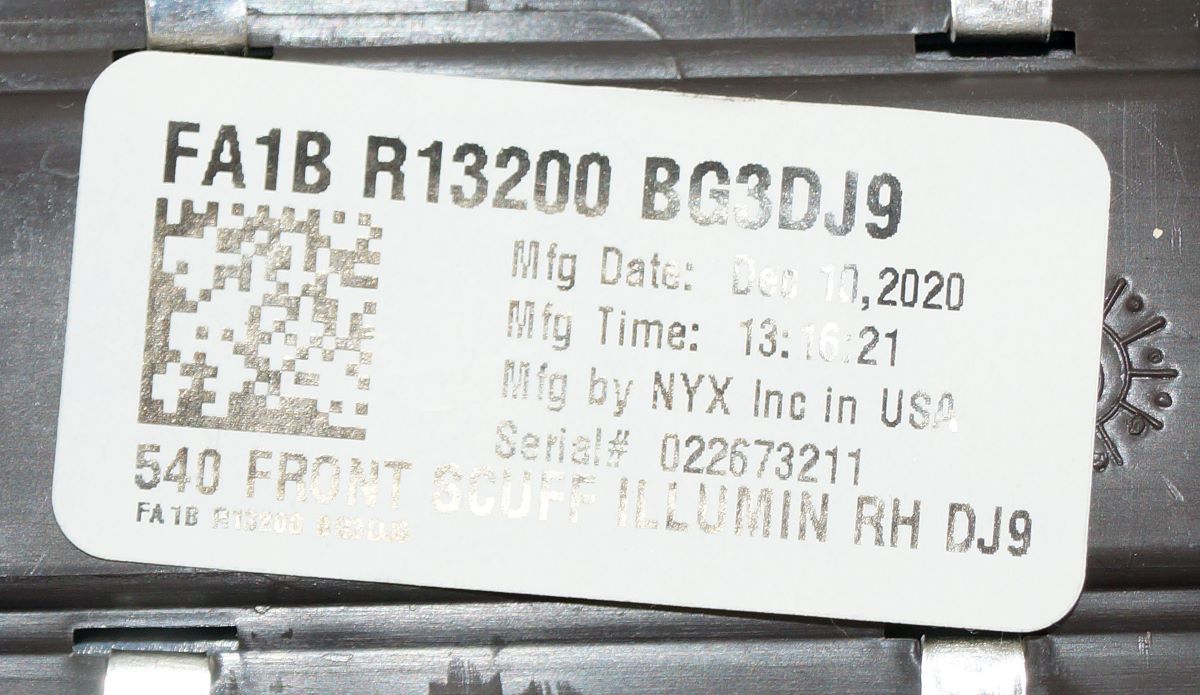 FA1B R13200 BG3DJ9
Mfg Date: Dec 10,2020
Mfg Time: 13:16:21
Mfg by NYX Inc in USA
Serial# 022673211
540 FRONT SCUFF ILLUMIN RH DJ9
FA1B R13200 BG3DJ9